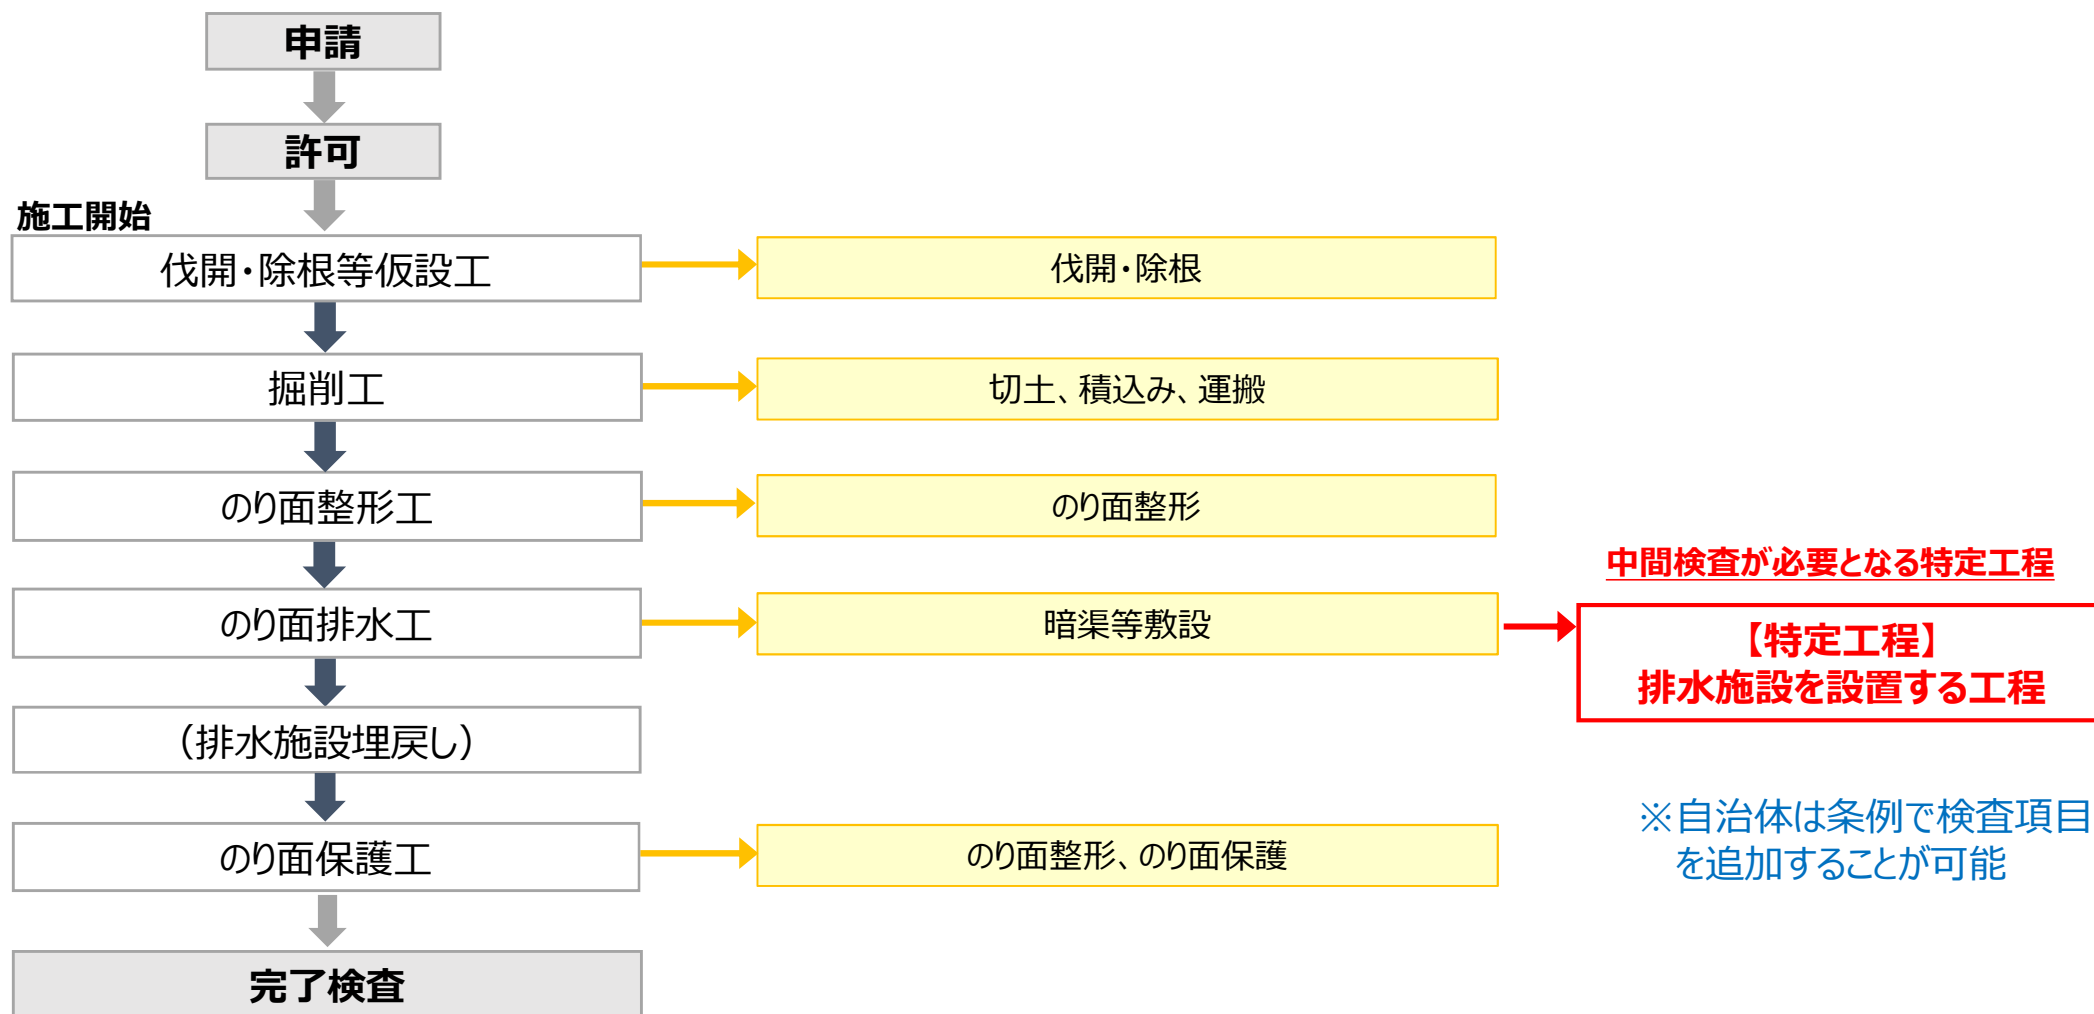 申請
許可
施工開始
伐開・除根等仮設工
伐開・除根
掘削工
切土、積込み、運搬
のり面整形工
のり面整形
中間検査が必要となる特定工程
のり面排水工
暗渠等敷設
【特定工程】
排水施設を設置する工程
（排水施設埋戻し）
※自治体は条例で検査項目
を追加することが可能
のり面保護工
のり面整形、のり面保護
完了検査